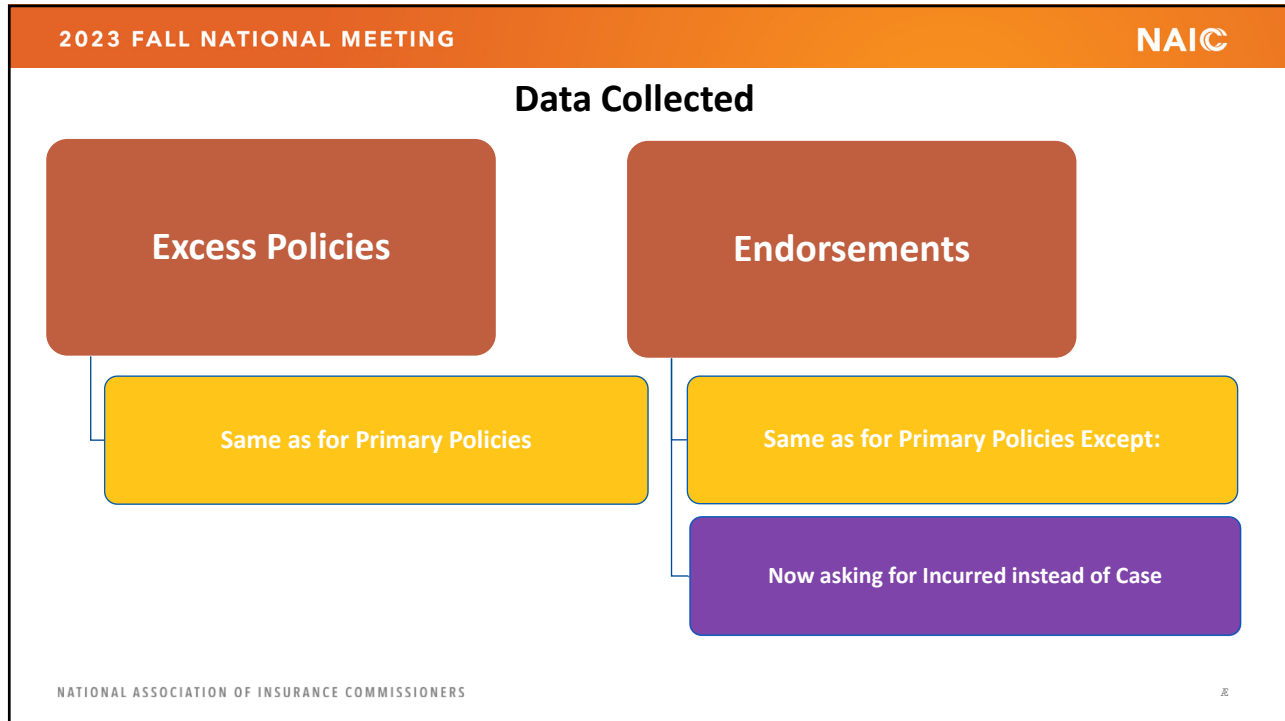 2023 FALL NATIONAL MEETING
NAIC
Data Collected
Excess Policies
Endorsements
Same as for Primary Policies
Same as for Primary Policies Except:
Now asking for Incurred instead of Case
NATIONAL ASSOCIATION OF INSURANCE COMMISSIONERS
Æ